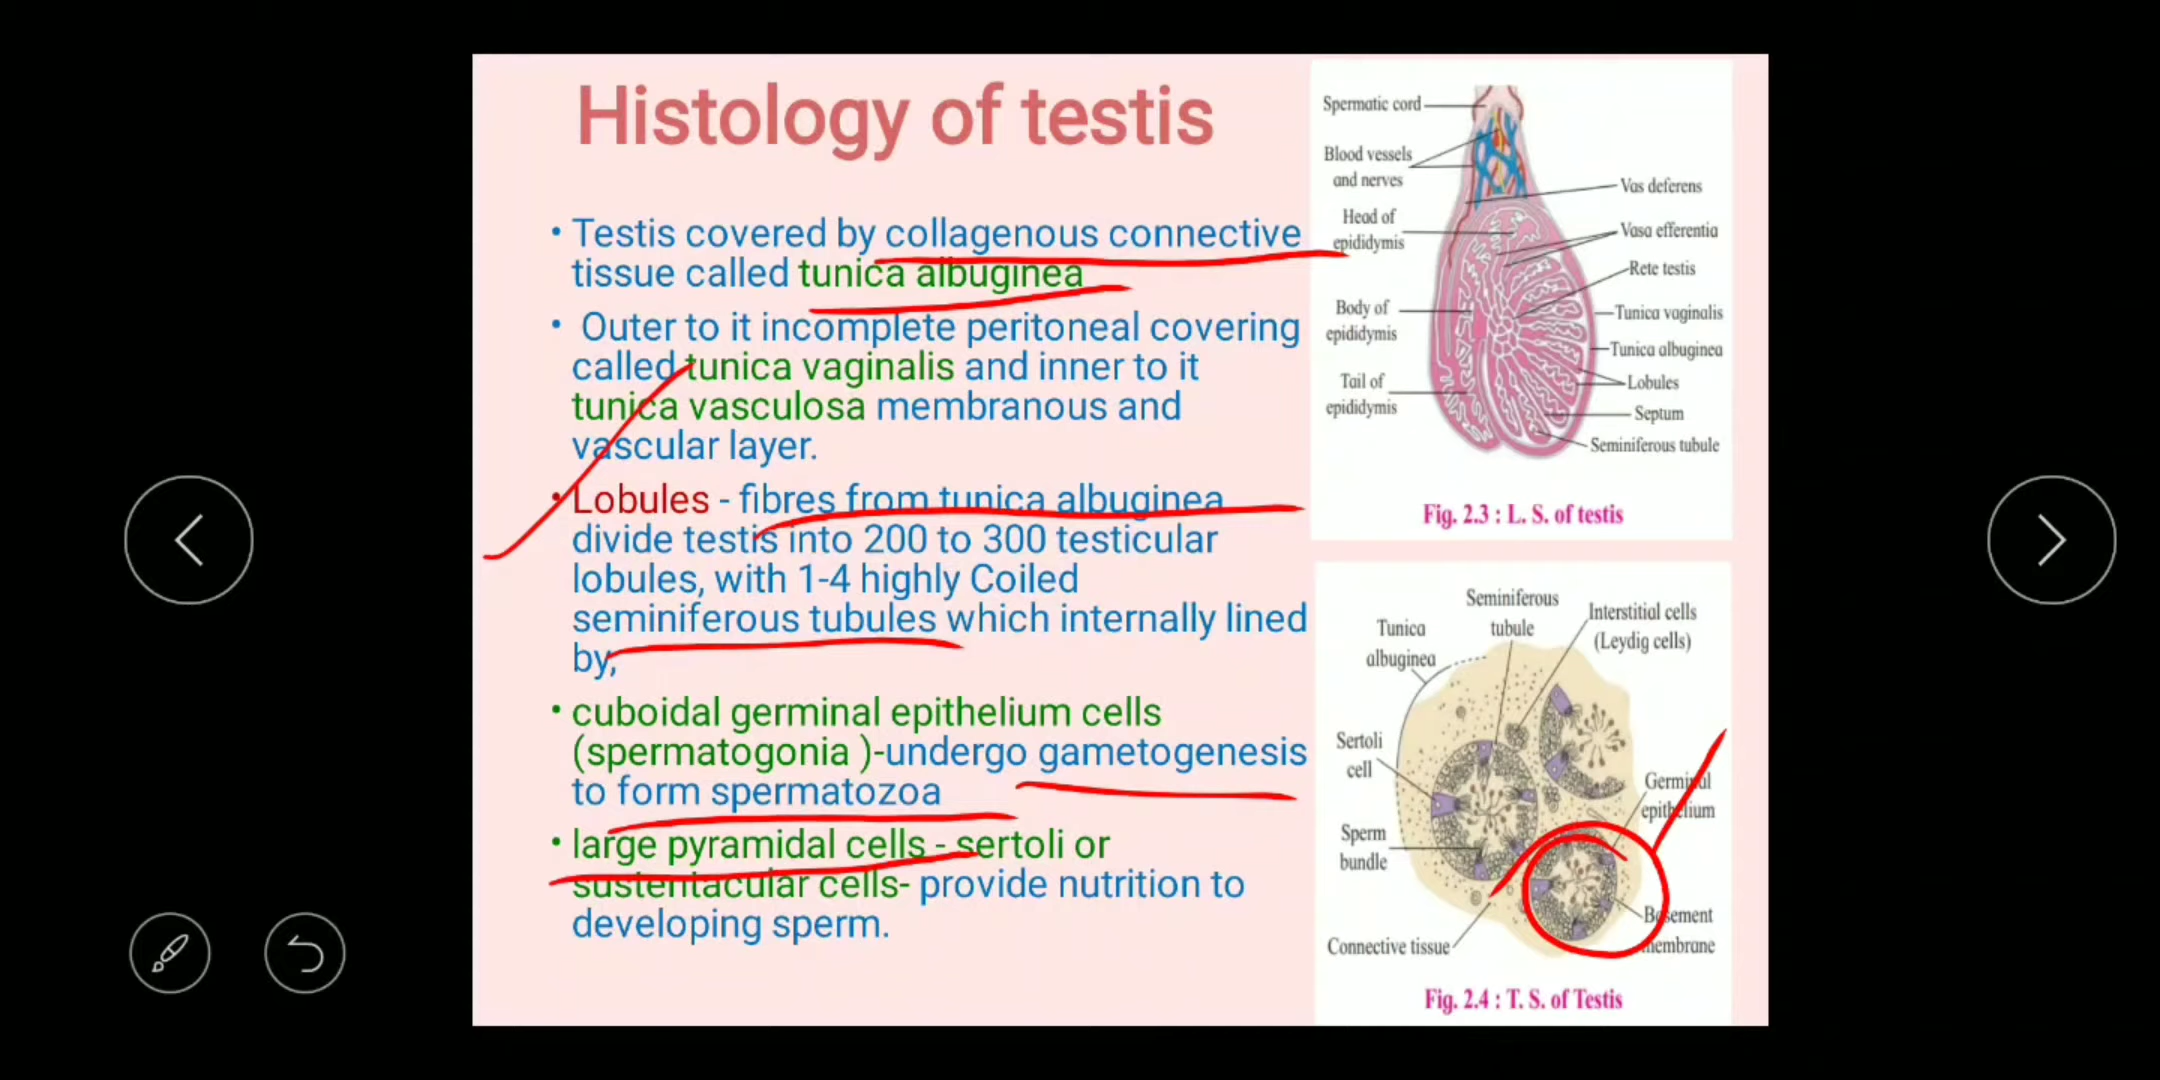 Histology of testis
• Testis covered by collagenous connective
tissue called tunica albuginea
• Outer to it incomplete peritoneal covering
called tunica vaginalis and inner to it
tunica vasculosa membranous and
vascular layer.
• Lobules - fibres from tunica albuginea
divide testis into 200 to 300 testicular
lobules, with 1-4 highly Coiled
seminiferous tubules which internally lined
by,
• cuboidal germinal epithelium cells
(spermatogonia )-undergo gametogenesis
to form spermatozoa
• large pyramidal cells - sertoli or
sustentacular cells- provide nutrition to
developing sperm.
Spermatic cord
Blood vessels
and nerves
Head of
epididymis
Body of
epididymis
Tail of
epididymis
Vas deferens
Vasa efferentia
Rete testis
Tunica vaginalis
Tunica albuginea
Lobules
Septum
Seminiferous tubule
Fig. 2.3 : L. S. of testis
Seminiferous
tubule
Interstitial cells
(Leydig cells)
Tunica
albuginea
Sertoli
cell
Sperm
bundle
Connective tissue
Germinal
epithelium
Basement
membrane
Fig. 2.4 : T. S. of Testis